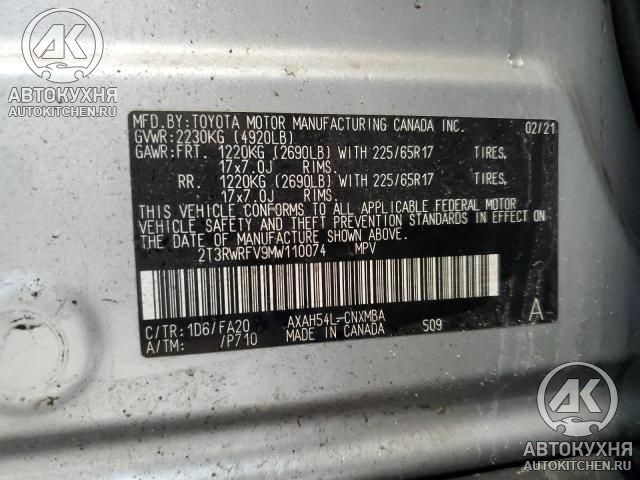 АК
АВТОКУХНЯ
AUTOKITCHEN.RU
MFD.BY:TOYOTA MOTOR MANUFACTURING CANADA INC. 02/21
GVWR:2230KG (4920LB)
GAWR:FRT. 1220KG (2690LB) WITH 225/65R17 TIRES,
17x7.0J RIMS.
RR. 1220KG (2690LB) WITH 225/65R17 TIRES,
17x7.0J RIMS.
THIS VEHICLE CONFORMS TO ALL APPLICABLE FEDERAL MOTOR
VEHICLE SAFETY AND THEFT PREVENTION STANDARDS IN EFFECT ON
THE DATE OF MANUFACTURE SHOWN ABOVE.
2T3RWRFV9MW110074 MPV
C/TR:1D6/FA20 AXAH54L-CNXMBA A
A/TM: /P710 MADE IN CANADA 509
АК
АВТОКУХНЯ
AUTOKITCHEN.RU